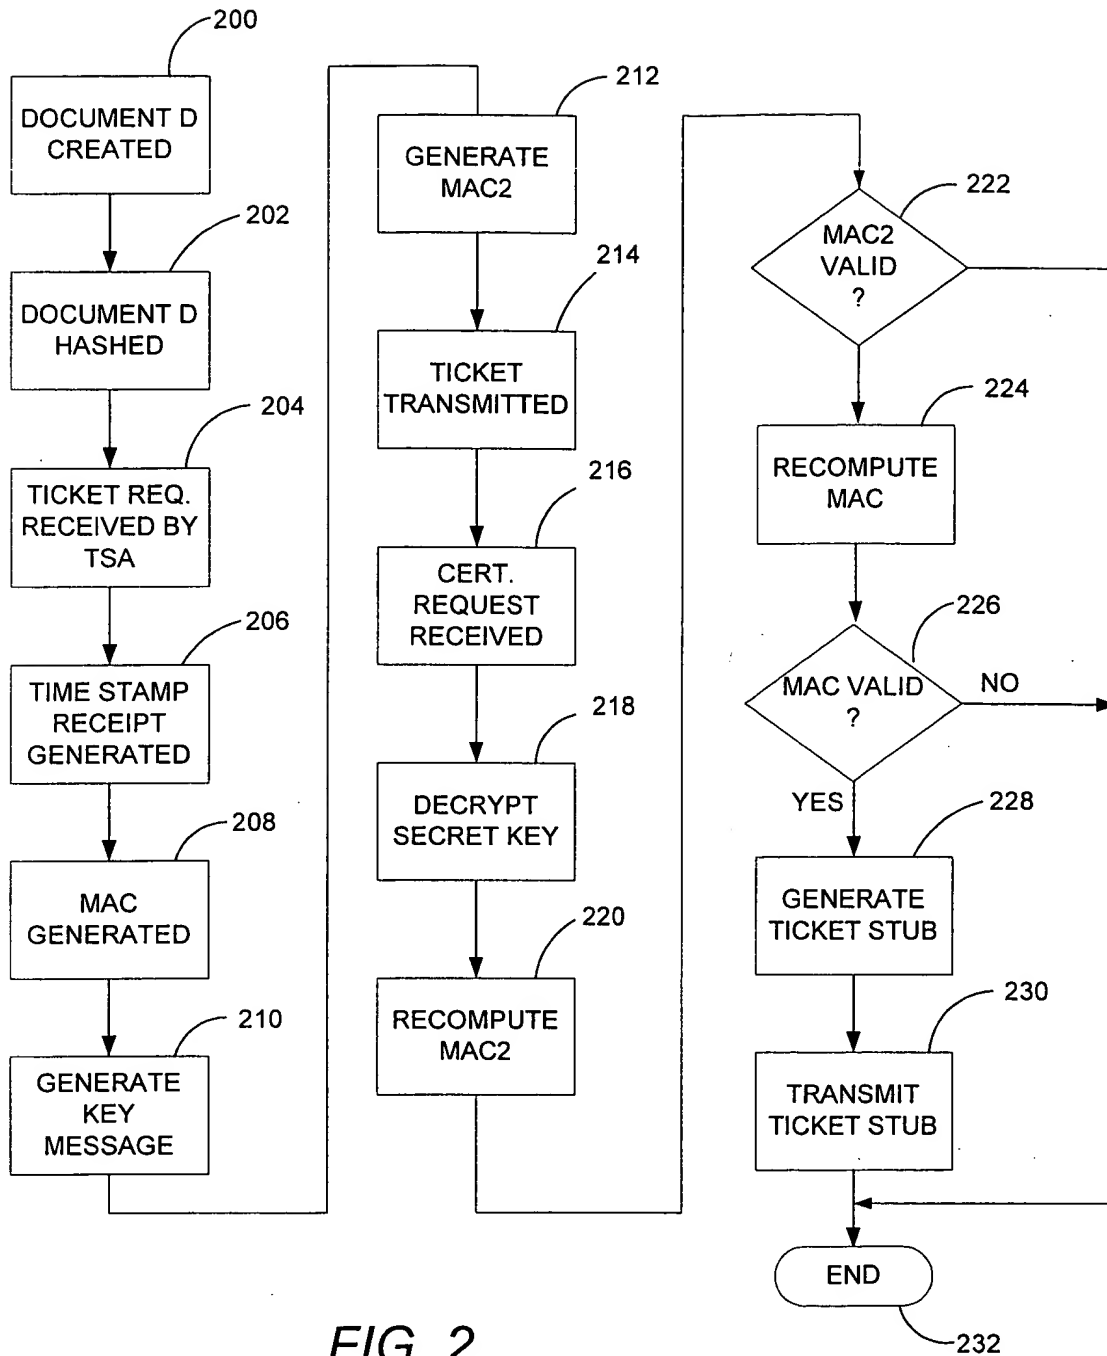 200
DOCUMENT D
CREATED
202
DOCUMENT D
HASHED
204
TICKET REQ.
RECEIVED BY
TSA
206
TIME STAMP
RECEIPT
GENERATED
208
MAC
GENERATED
210
GENERATE
KEY
MESSAGE
212
GENERATE
MAC2
214
TICKET
TRANSMITTED
216
CERT.
REQUEST
RECEIVED
218
DECRYPT
SECRET KEY
220
RECOMPUTE
MAC2
222
MAC2
VALID
?
224
RECOMPUTE
MAC
226
MAC VALID
?
NO
YES
228
GENERATE
TICKET STUB
230
TRANSMIT
TICKET STUB
END
232
FIG. 2